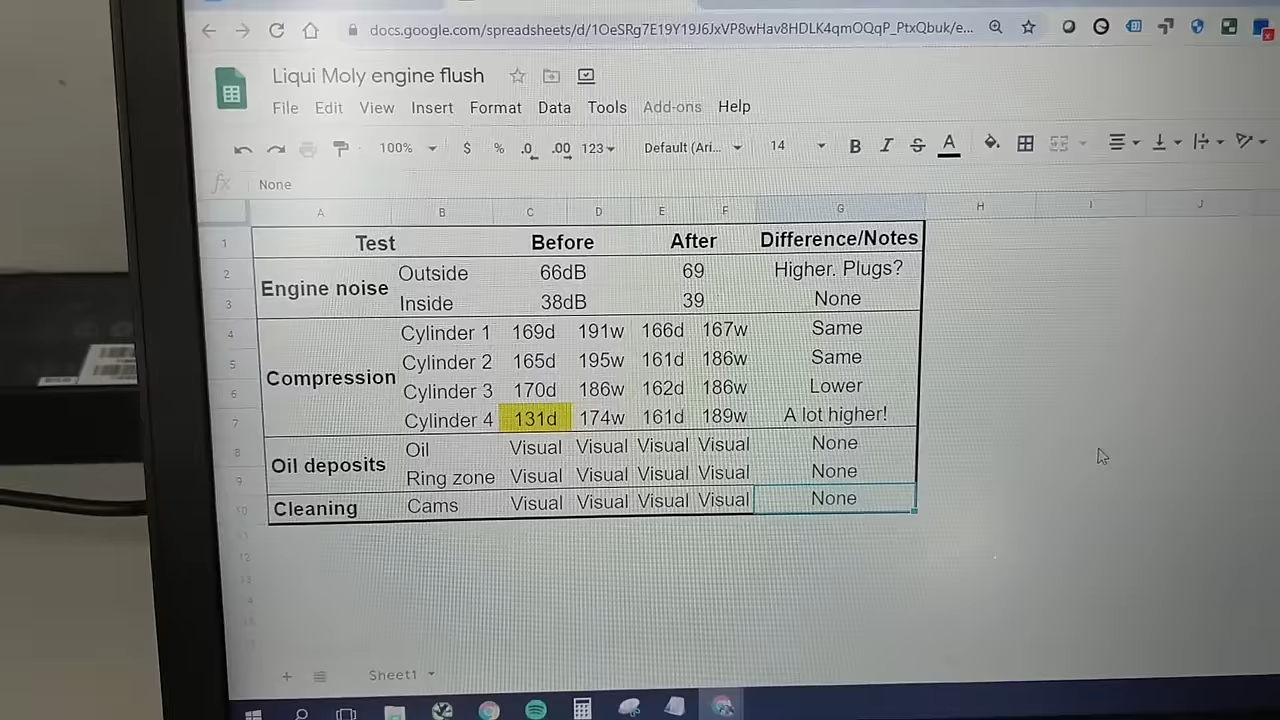 docs.google.com/spreadsheets/d/1OeSRg7E19Y19J6JxVP8wHav8HDLK4qmOQqP_PtxQbuk/e...
Liqui Moly engine flush
File Edit View Insert Format Data Tools Add-ons Help
100% $ % .0 .00 123 Default (Ari... 14 B I S A
fx None
A B C D E F G H I J
1 Test Before After Difference/Notes
2 Engine noise Outside 66dB 69 Higher. Plugs?
3 Inside 38dB 39 None
4 Compression Cylinder 1 169d 191w 166d 167w Same
5 Cylinder 2 165d 195w 161d 186w Same
6 Cylinder 3 170d 186w 162d 186w Lower
7 Cylinder 4 131d 174w 161d 189w A lot higher!
8 Oil deposits Oil Visual Visual Visual Visual None
9 Ring zone Visual Visual Visual Visual None
10 Cleaning Cams Visual Visual Visual Visual None
11
12
13
Sheet1